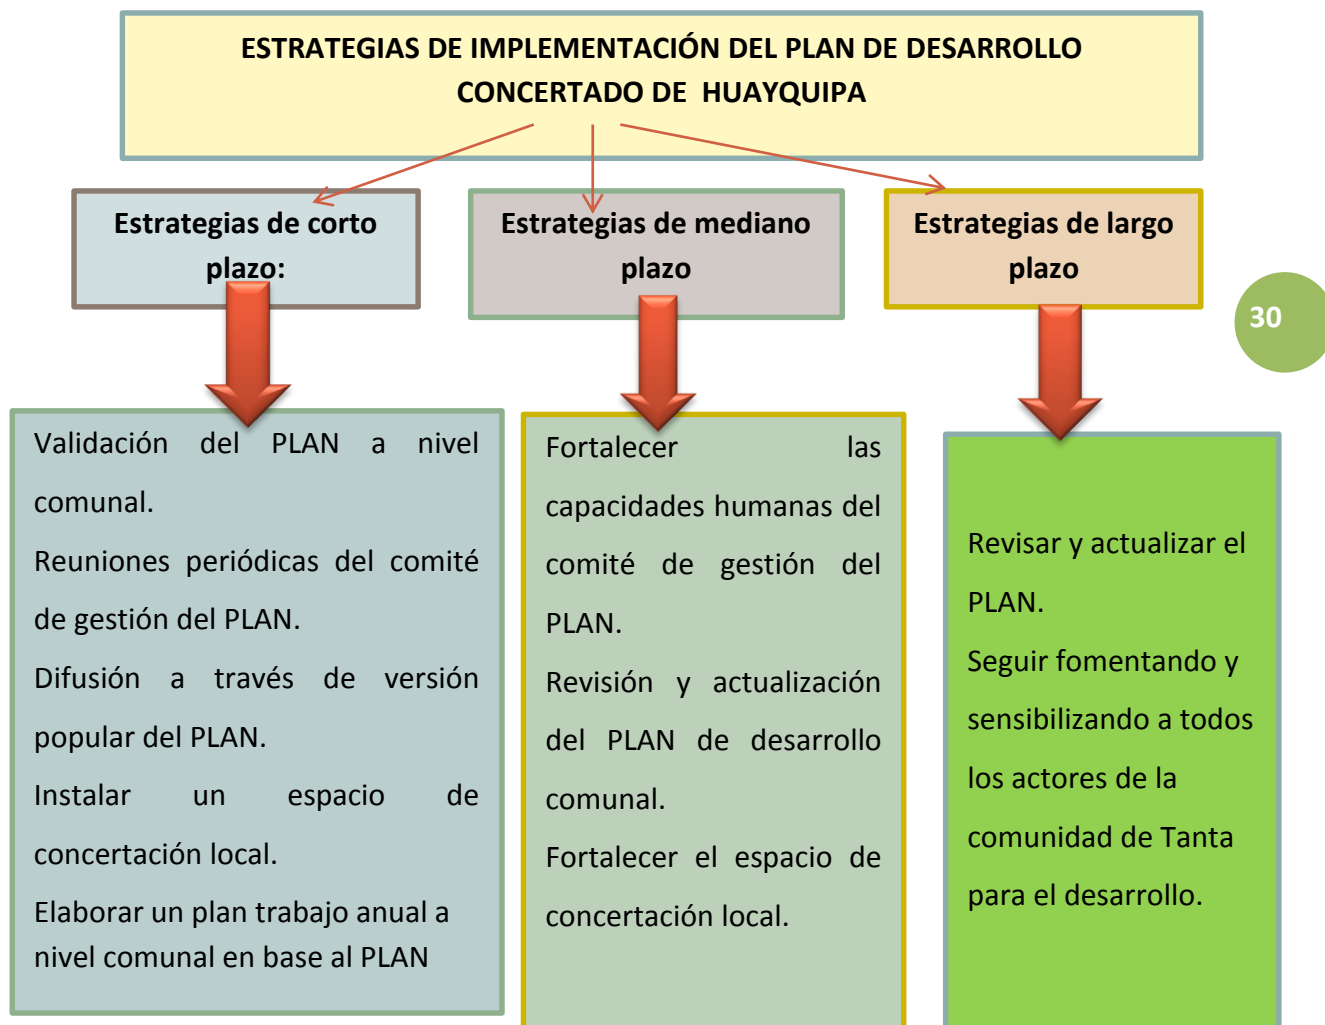 ESTRATEGIAS DE IMPLEMENTACIÓN DEL PLAN DE DESARROLLO
CONCERTADO DE HUAYQUIPA
Estrategias de corto
plazo:
Estrategias de mediano
plazo
Estrategias de largo
plazo
30
Validación del PLAN a nivel
comunal.
Reuniones periódicas del comité
de gestión del PLAN.
Difusión a través de versión
popular del PLAN.
Instalar un espacio de
concertación local.
Elaborar un plan trabajo anual a
nivel comunal en base al PLAN
Fortalecer las
capacidades humanas del
comité de gestión del
PLAN.
Revisión y actualización
del PLAN de desarrollo
comunal.
Fortalecer el espacio de
concertación local.
Revisar y actualizar el
PLAN.
Seguir fomentando y
sensibilizando a todos
los actores de la
comunidad de Tanta
para el desarrollo.